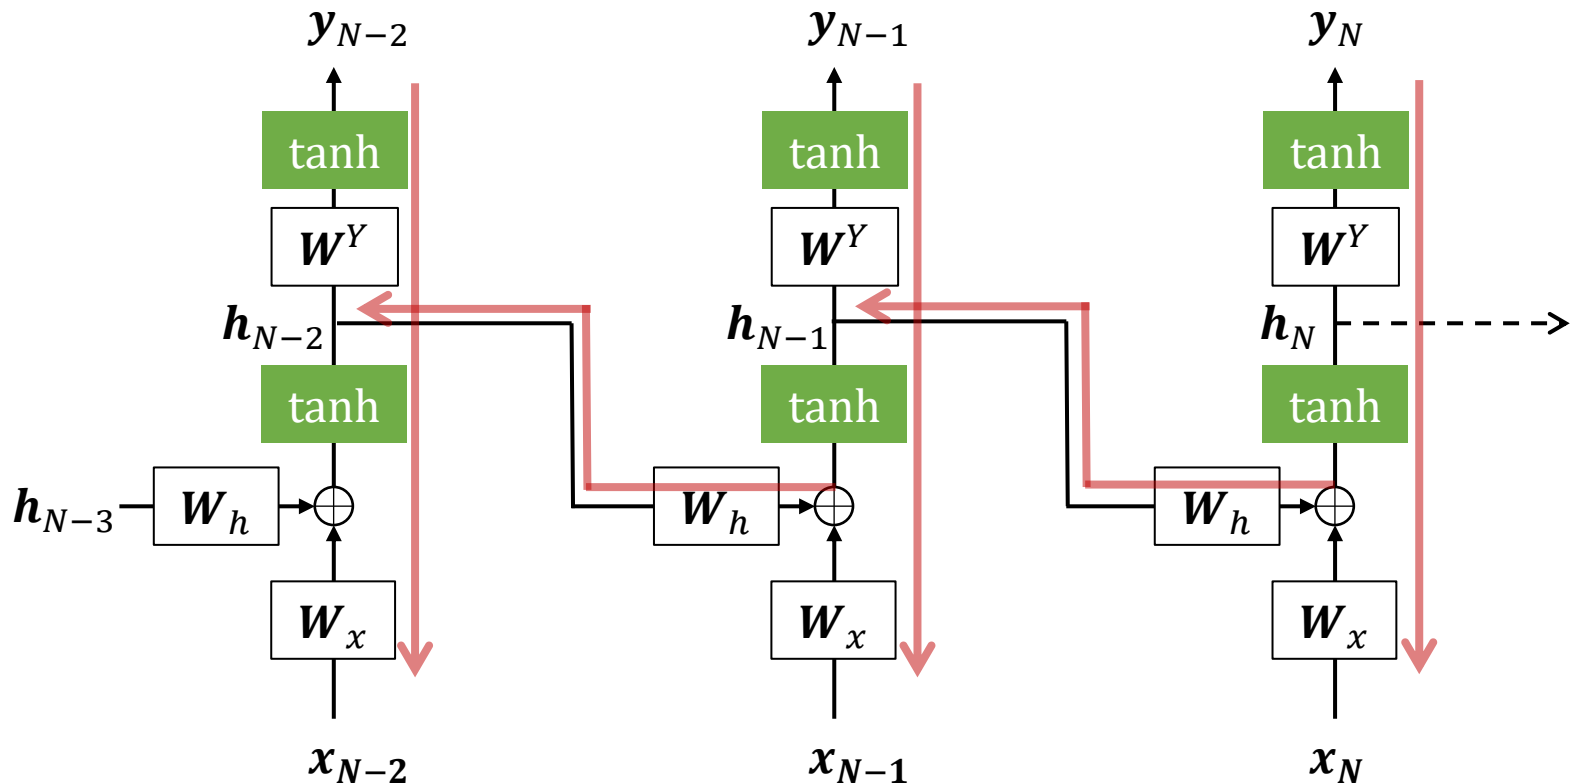 y_{N−2} y_{N−1} y_N
tanh tanh tanh
W^Y W^Y W^Y
h_{N−2} h_{N−1} h_N
tanh tanh tanh
h_{N−3} W_h W_h W_h
W_x W_x W_x
x_{N−2} x_{N−1} x_N